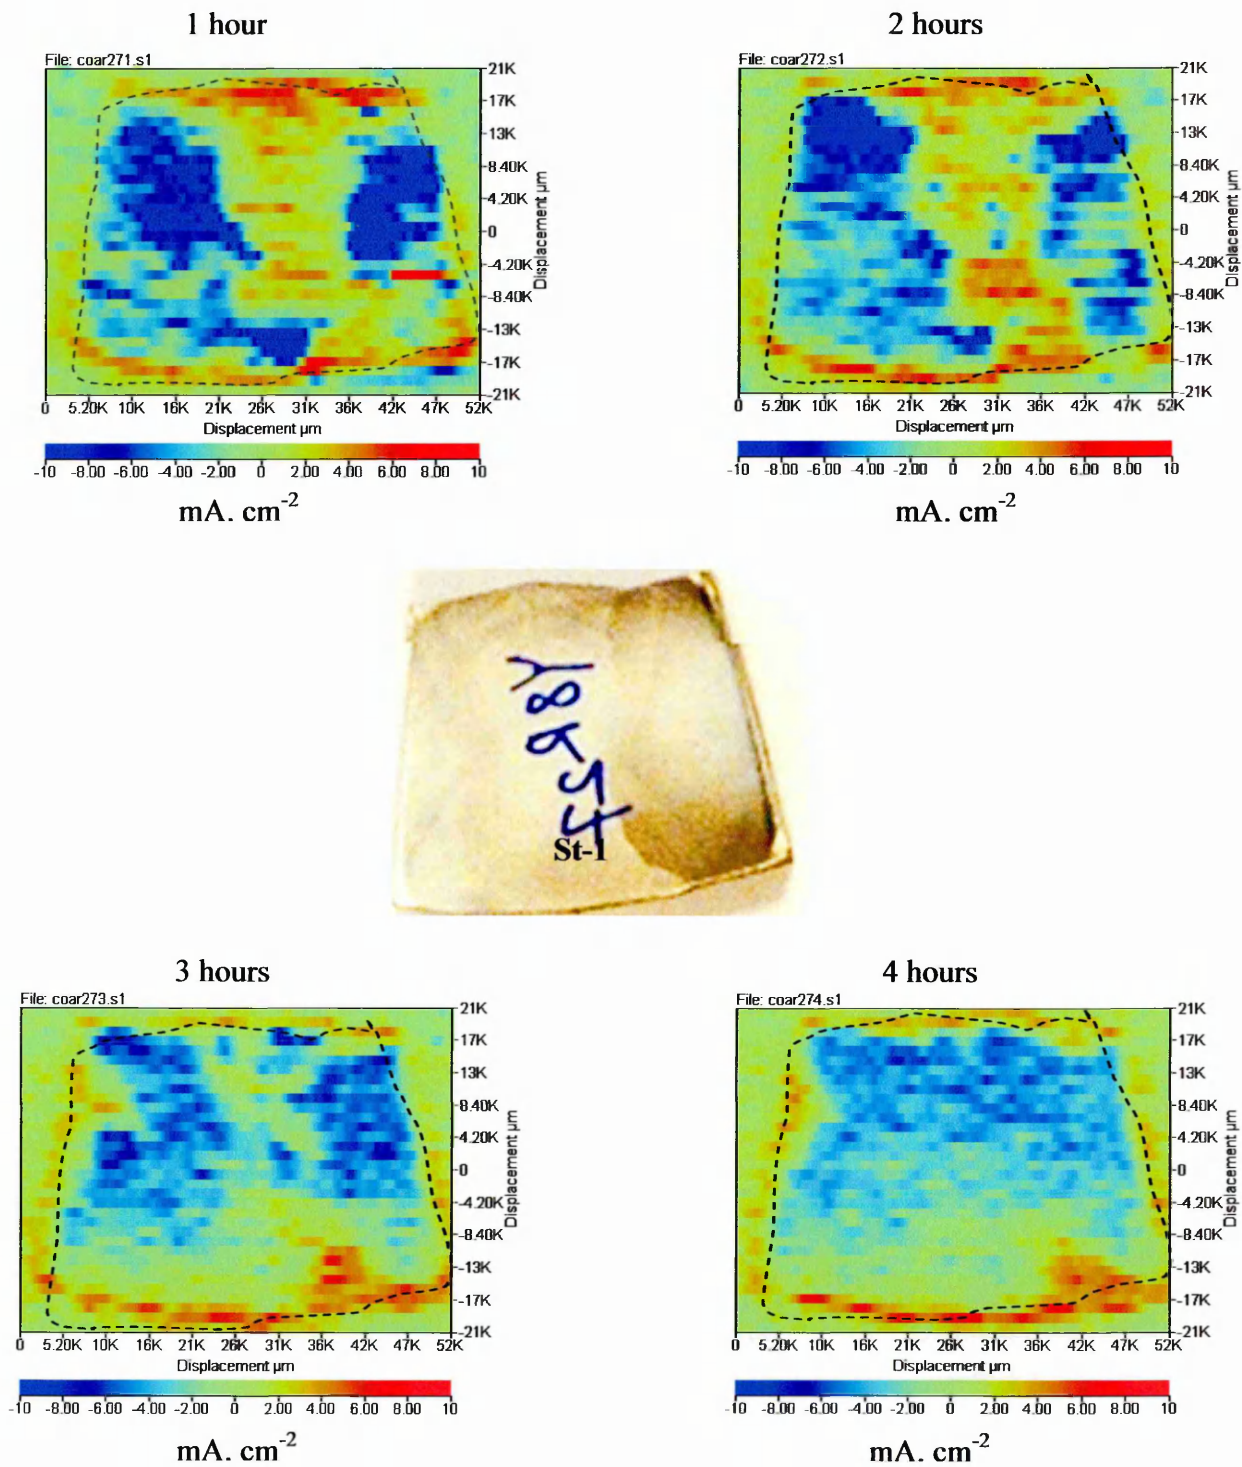 1 hour
2 hours
File: coar271.s1
File: coar272.s1
21K
17K
13K
8.40K
4.20K
0
-4.20K
-8.40K
-13K
-17K
-21K
Displacement µm
0 5.20K 10K 16K 21K 26K 31K 36K 42K 47K 52K
Displacement µm
-10 -8.00 -6.00 -4.00 -2.00 0 2.00 4.00 6.00 8.00 10
mA. cm-2
21K
17K
13K
8.40K
4.20K
0
-4.20K
-8.40K
-13K
-17K
-21K
Displacement µm
0 5.20K 10K 16K 21K 26K 31K 36K 42K 47K 52K
Displacement µm
-10 -8.00 -6.00 -4.00 -2.00 0 2.00 4.00 6.00 8.00 10
mA. cm-2
St-1
3 hours
4 hours
File: coar273.s1
File: coar274.s1
21K
17K
13K
8.40K
4.20K
0
-4.20K
-8.40K
-13K
-17K
-21K
Displacement µm
0 5.20K 10K 16K 21K 26K 31K 36K 42K 47K 52K
Displacement µm
-10 -8.00 -6.00 -4.00 -2.00 0 2.00 4.00 6.00 8.00 10
mA. cm-2
21K
17K
13K
8.40K
4.20K
0
-4.20K
-8.40K
-13K
-17K
-21K
Displacement µm
0 5.20K 10K 16K 21K 26K 31K 36K 42K 47K 52K
Displacement µm
-10 -8.00 -6.00 -4.00 -2.00 0 2.00 4.00 6.00 8.00 10
mA. cm-2